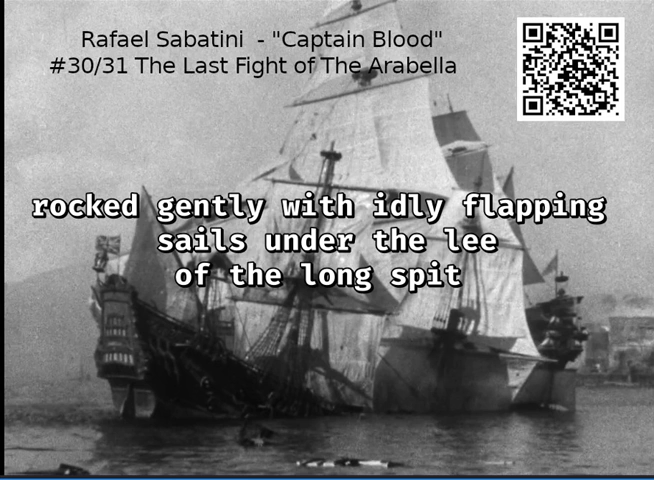 Rafael Sabatini - "Captain Blood"
#30/31 The Last Fight of The Arabella
rocked gently with idly flapping
sails under the lee
of the long spit